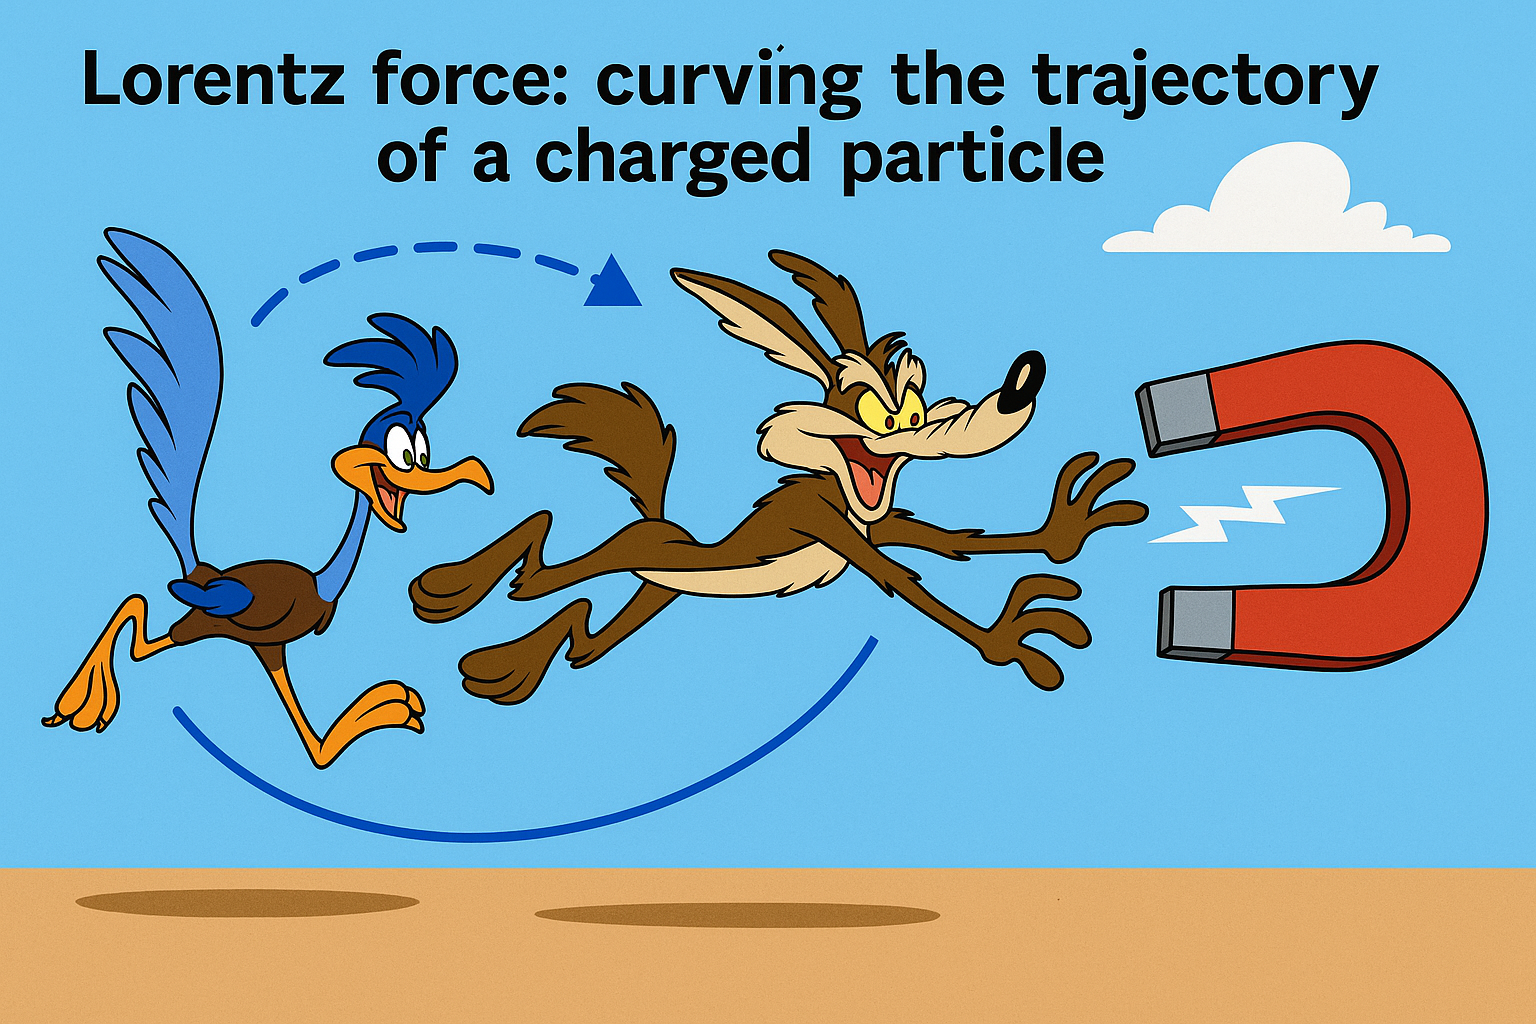 Lorentz force: curving the trajectory
of a charged particle